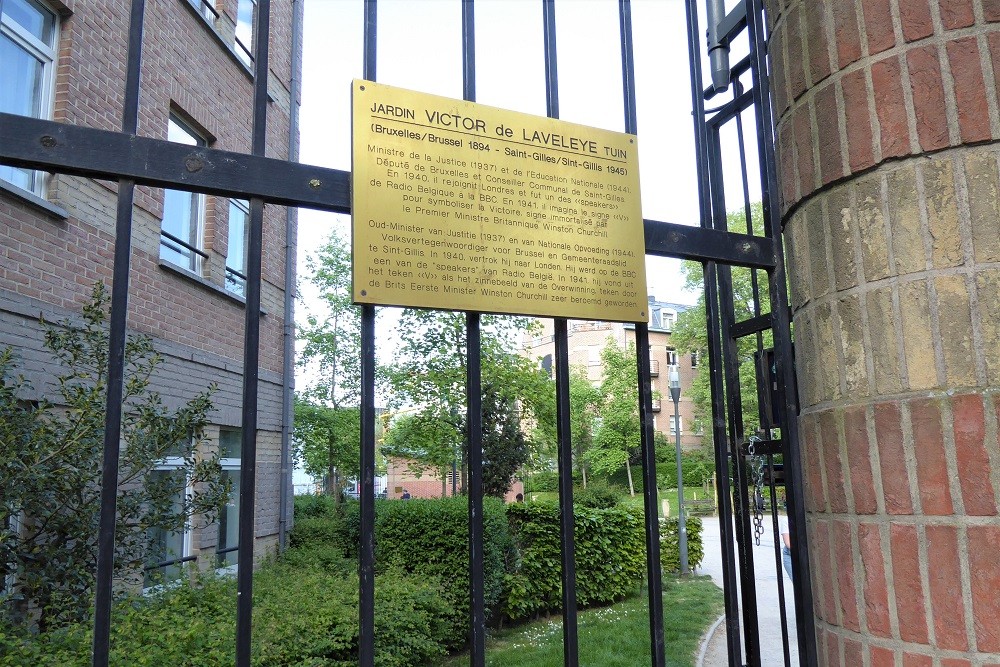 JARDIN VICTOR de LAVELEYE TUIN
(Bruxelles/Brussel 1894 - Saint-Gilles/Sint-Gillis 1945)
Ministre de la Justice (1937) et de l'Education Nationale (1944).
Député de Bruxelles et Conseiller Communal de Saint-Gilles.
En 1940, il rejoignit Londres et fut un des <<speakers>>
de Radio Belgique à la BBC. En 1941, il imagine le signe <<V>>
pour symboliser la Victoire, signe immortalisé par
le Premier Ministre Britannique Winston Churchill.
Oud-Minister van Justitie (1937) en van Nationale Opvoeding (1944).
Volksvertegenwoordiger voor Brussel en Gemeenteraadslid
te Sint-Gillis. In 1940, vertrok hij naar Londen. Hij werd op de BBC
een van de "speakers" van Radio België. In 1941, hij vond uit
het teken <<V>> als het zinnebeeld van de Overwinning, teken door
de Brits Eerste Minister Winston Churchill zeer beroemd geworden